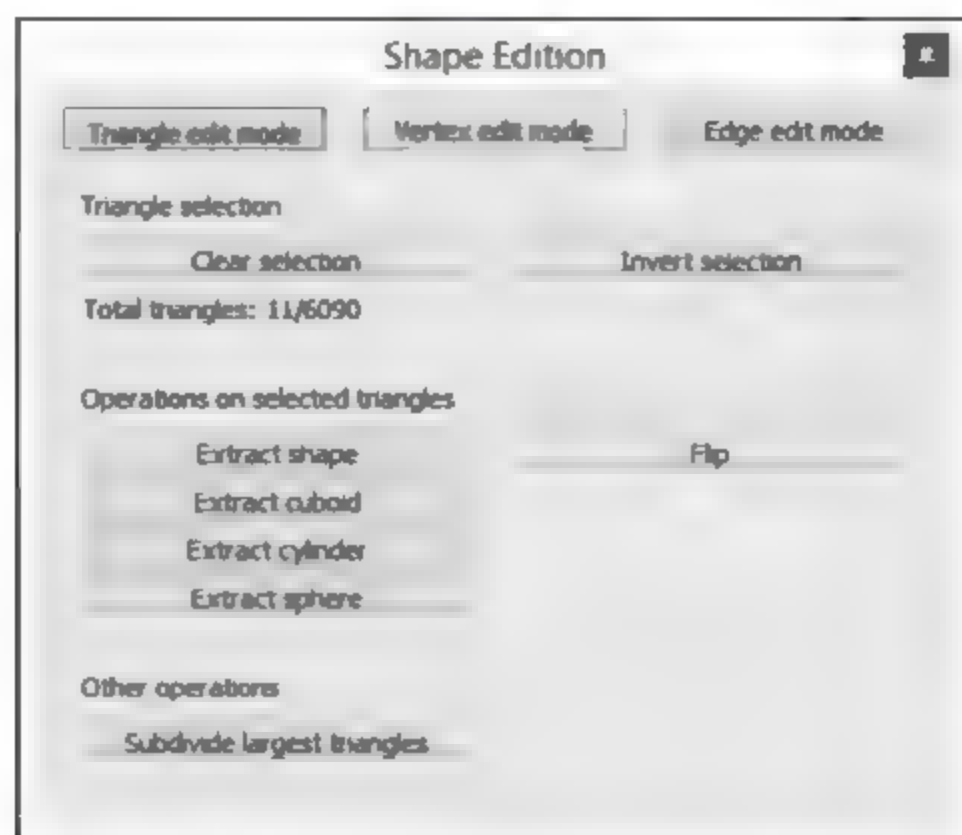 Shape Edition
Triangle edit mode Vertex edit mode Edge edit mode
Triangle selection
Clear selection Invert selection
Total triangles: 11/6090
Operations on selected triangles
Extract shape Flip
Extract cuboid
Extract cylinder
Extract sphere
Other operations
Subdivide largest triangles